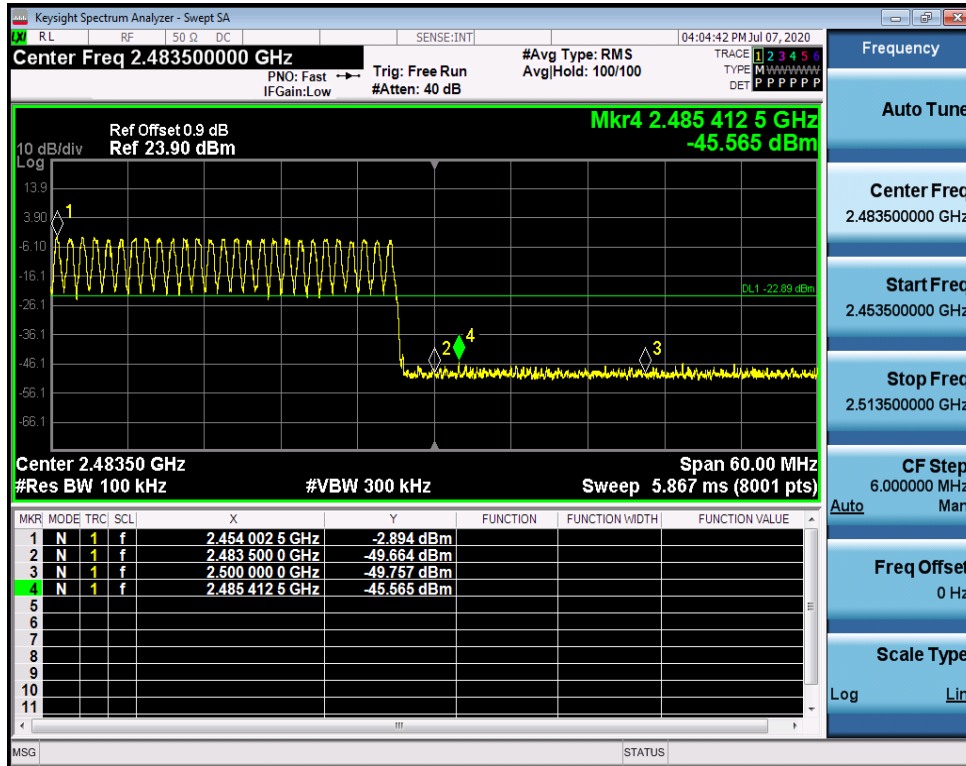 Keysight Spectrum Analyzer - Swept SA
LXI RL RF 50 Ω DC SENSE:INT 04:04:42 PM Jul 07, 2020
Center Freq 2.483500000 GHz
PNO: Fast
IFGain:Low
Trig: Free Run
#Atten: 40 dB
#Avg Type: RMS
Avg|Hold: 100/100
TRACE 1 2 3 4 5 6
TYPE M W W W W W
DET P P P P P P
Ref Offset 0.9 dB
10 dB/div Ref 23.90 dBm
Log
Mkr4 2.485 412 5 GHz
-45.565 dBm
13.9
3.90
-6.10
-16.1
-26.1
-36.1
-46.1
-56.1
-66.1
1
2
4
3
DL1 -22.89 dBm
Center 2.48350 GHz Span 60.00 MHz
#Res BW 100 kHz #VBW 300 kHz Sweep 5.867 ms (8001 pts)
MKR MODE TRC SCL X Y FUNCTION FUNCTION WIDTH FUNCTION VALUE
1 N 1 f 2.454 002 5 GHz -2.894 dBm
2 N 1 f 2.483 500 0 GHz -49.664 dBm
3 N 1 f 2.500 000 0 GHz -49.757 dBm
4 N 1 f 2.485 412 5 GHz -45.565 dBm
5
6
7
8
9
10
11
MSG STATUS
Frequency
Auto Tune
Center Freq
2.483500000 GHz
Start Freq
2.453500000 GHz
Stop Freq
2.513500000 GHz
CF Step
6.000000 MHz
Auto Man
Freq Offset
0 Hz
Scale Type
Log Lin